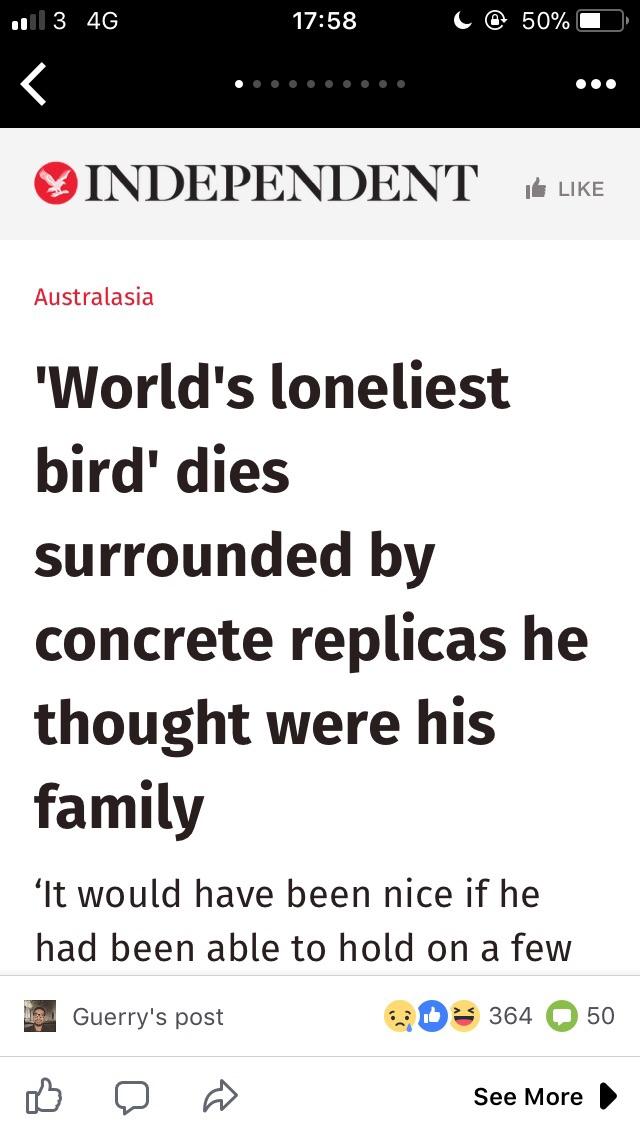 3 4G 17:58 50%
INDEPENDENT LIKE
Australasia
'World's loneliest
bird' dies
surrounded by
concrete replicas he
thought were his
family
‘It would have been nice if he
had been able to hold on a few
Guerry's post 364 50
See More